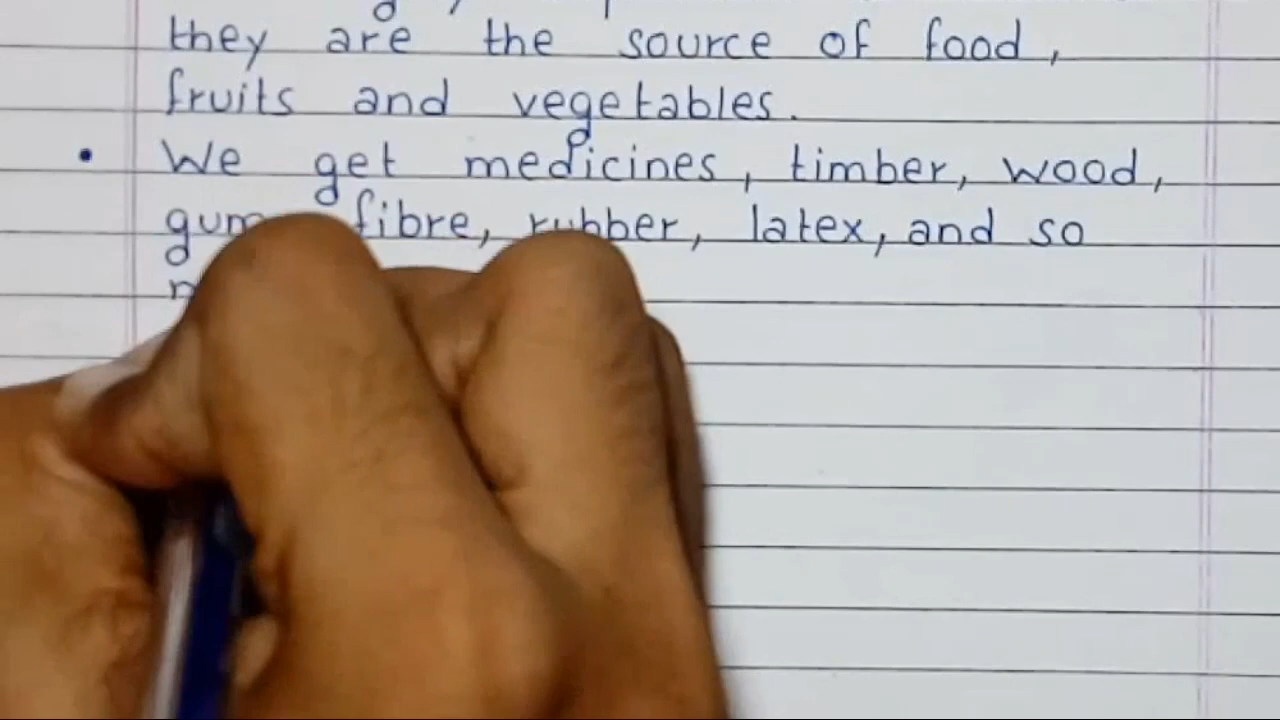 they are the source of food,
fruits and vegetables.
• We get medicines, timber, wood,
gum, fibre, rubber, latex, and so